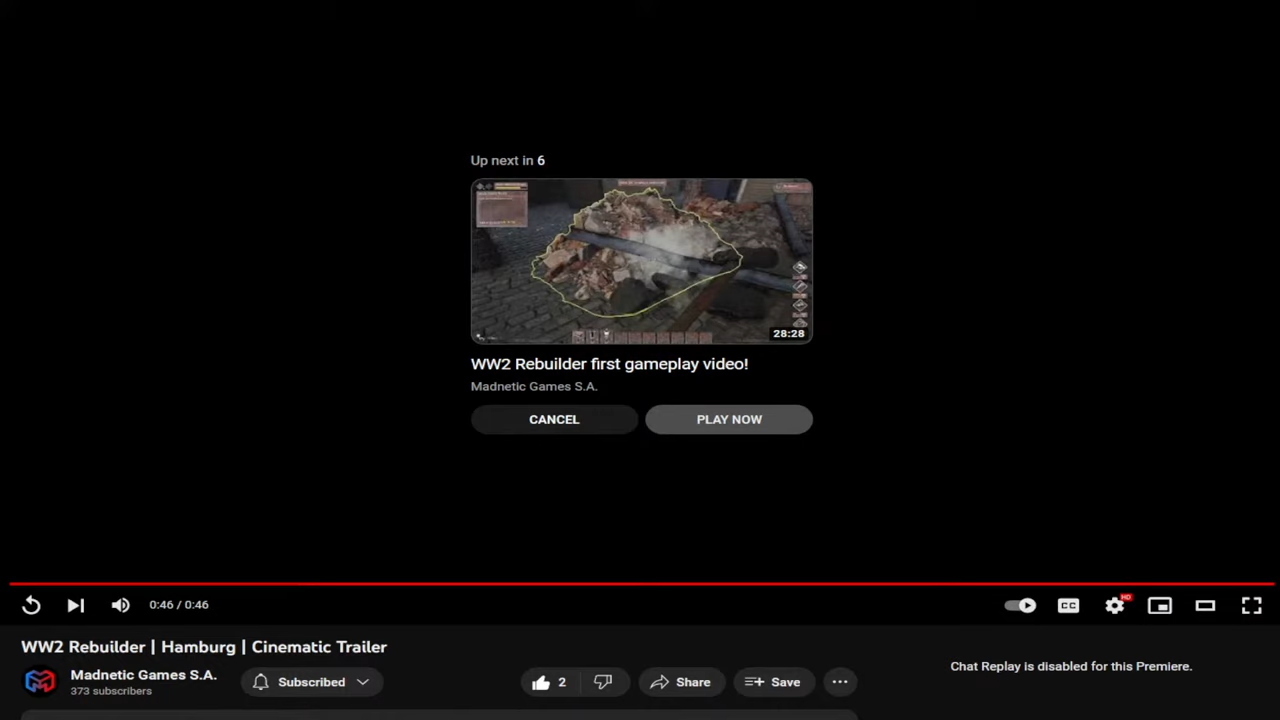 Up next in 6
28:28
WW2 Rebuilder first gameplay video!
Madnetic Games S.A.
CANCEL
PLAY NOW
0:46 / 0:46
CC
HD
WW2 Rebuilder | Hamburg | Cinematic Trailer
Madnetic Games S.A.
373 subscribers
Subscribed
2
Share
Save
Chat Replay is disabled for this Premiere.